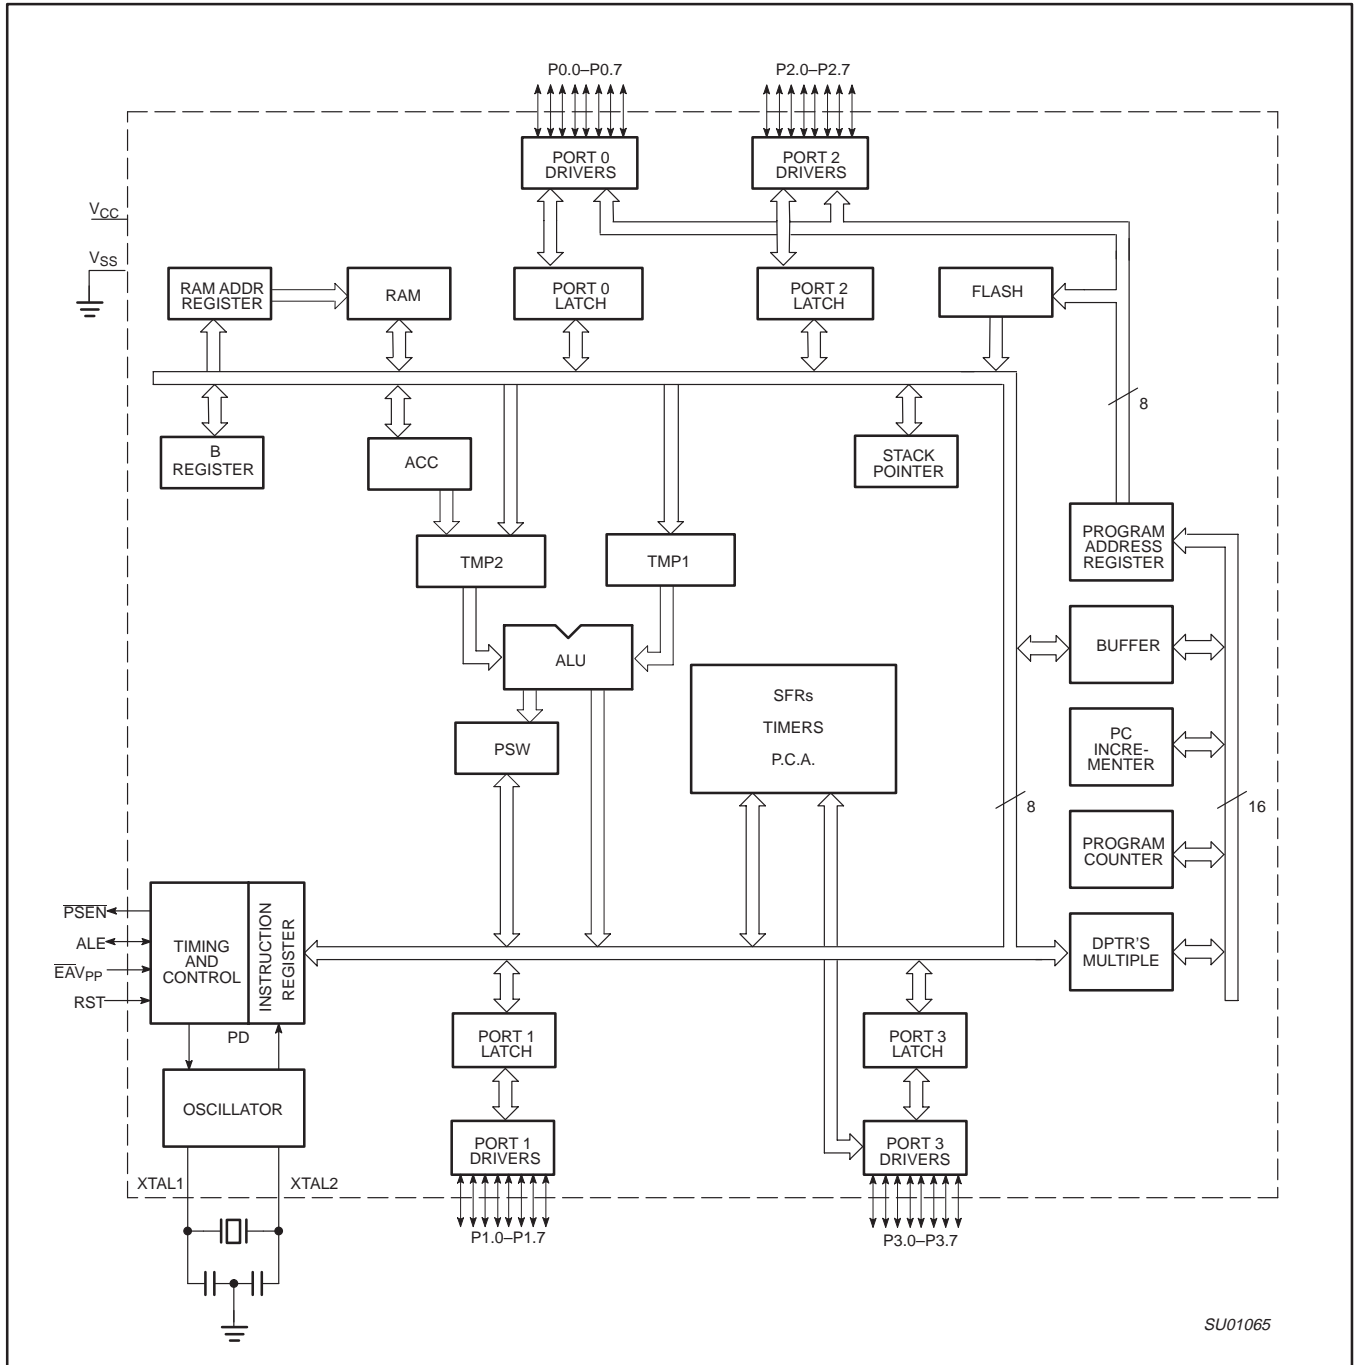 P0.0–P0.7
P2.0–P2.7
PORT 0
DRIVERS
PORT 2
DRIVERS
VCC
VSS
RAM ADDR
REGISTER
RAM
PORT 0
LATCH
PORT 2
LATCH
FLASH
8
B
REGISTER
ACC
STACK
POINTER
PROGRAM
ADDRESS
REGISTER
TMP2
TMP1
BUFFER
ALU
SFRs
TIMERS
P.C.A.
PSW
PC
INCRE-
MENTER
8
16
PROGRAM
COUNTER
PSEN
ALE
EAVPP
RST
TIMING
AND
CONTROL
INSTRUCTION
REGISTER
DPTR'S
MULTIPLE
PD
PORT 1
LATCH
PORT 3
LATCH
OSCILLATOR
PORT 1
DRIVERS
PORT 3
DRIVERS
XTAL1
XTAL2
P1.0–P1.7
P3.0–P3.7
SU01065